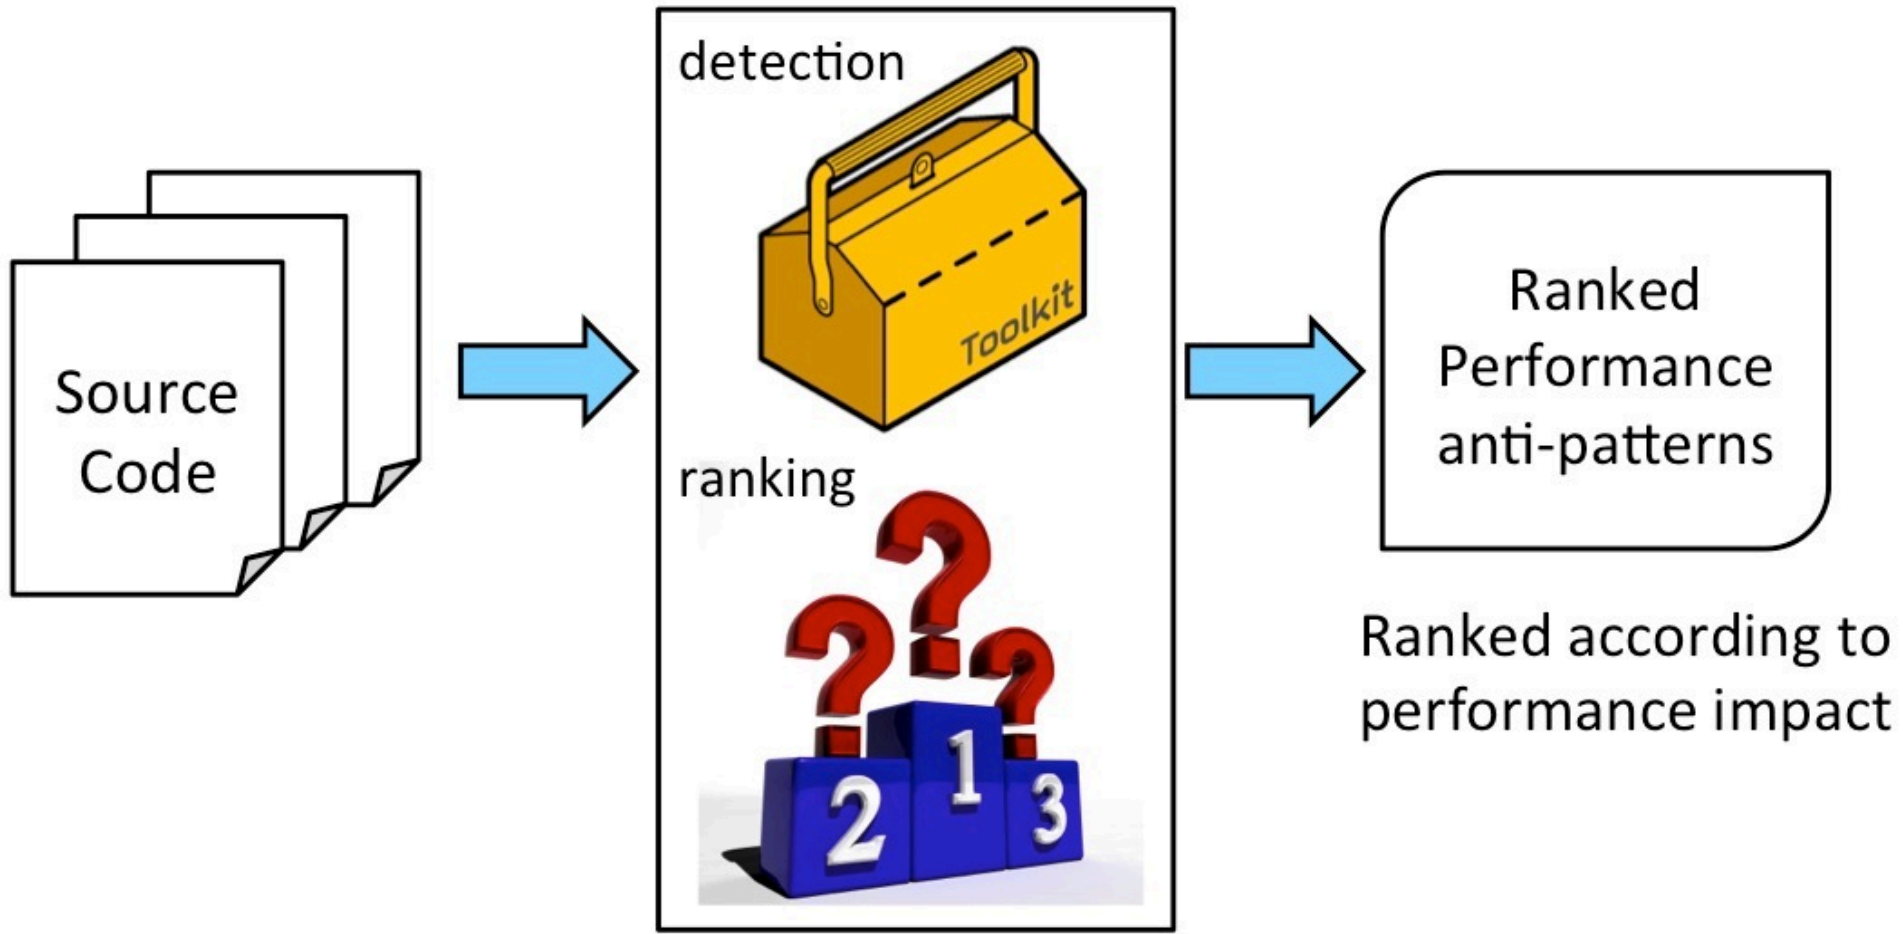 Source
Code
detection
Toolkit
ranking
2
1
3
Ranked
Performance
anti-patterns
Ranked according to
performance impact